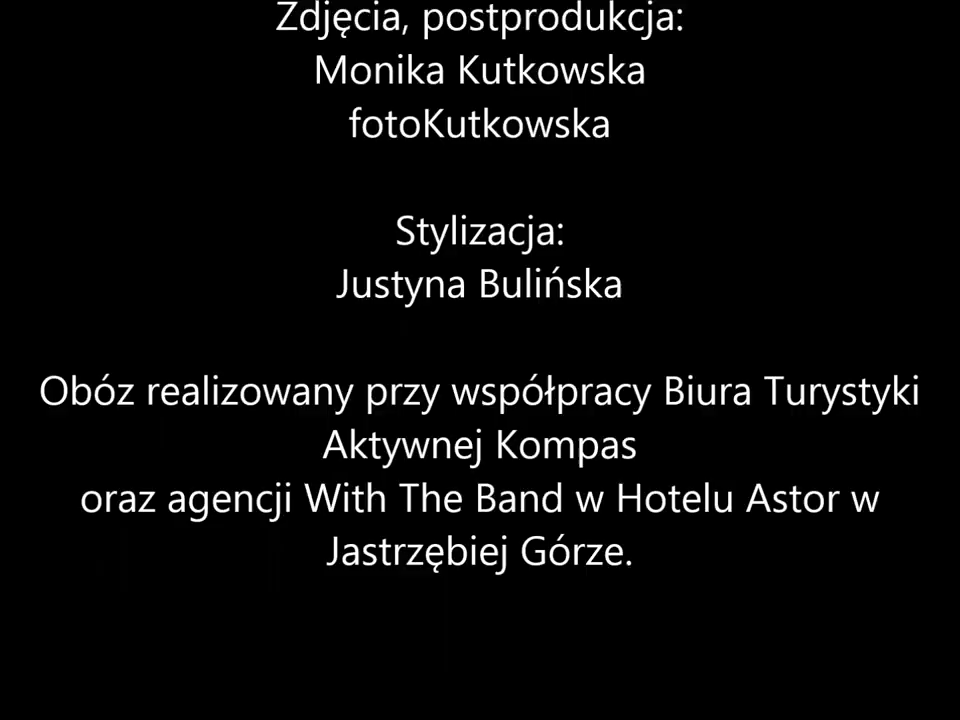 Zdjęcia, postprodukcja:
Monika Kutkowska
fotoKutkowska
Stylizacja:
Justyna Bulińska
Obóz realizowany przy współpracy Biura Turystyki
Aktywnej Kompas
oraz agencji With The Band w Hotelu Astor w
Jastrzębiej Górze.